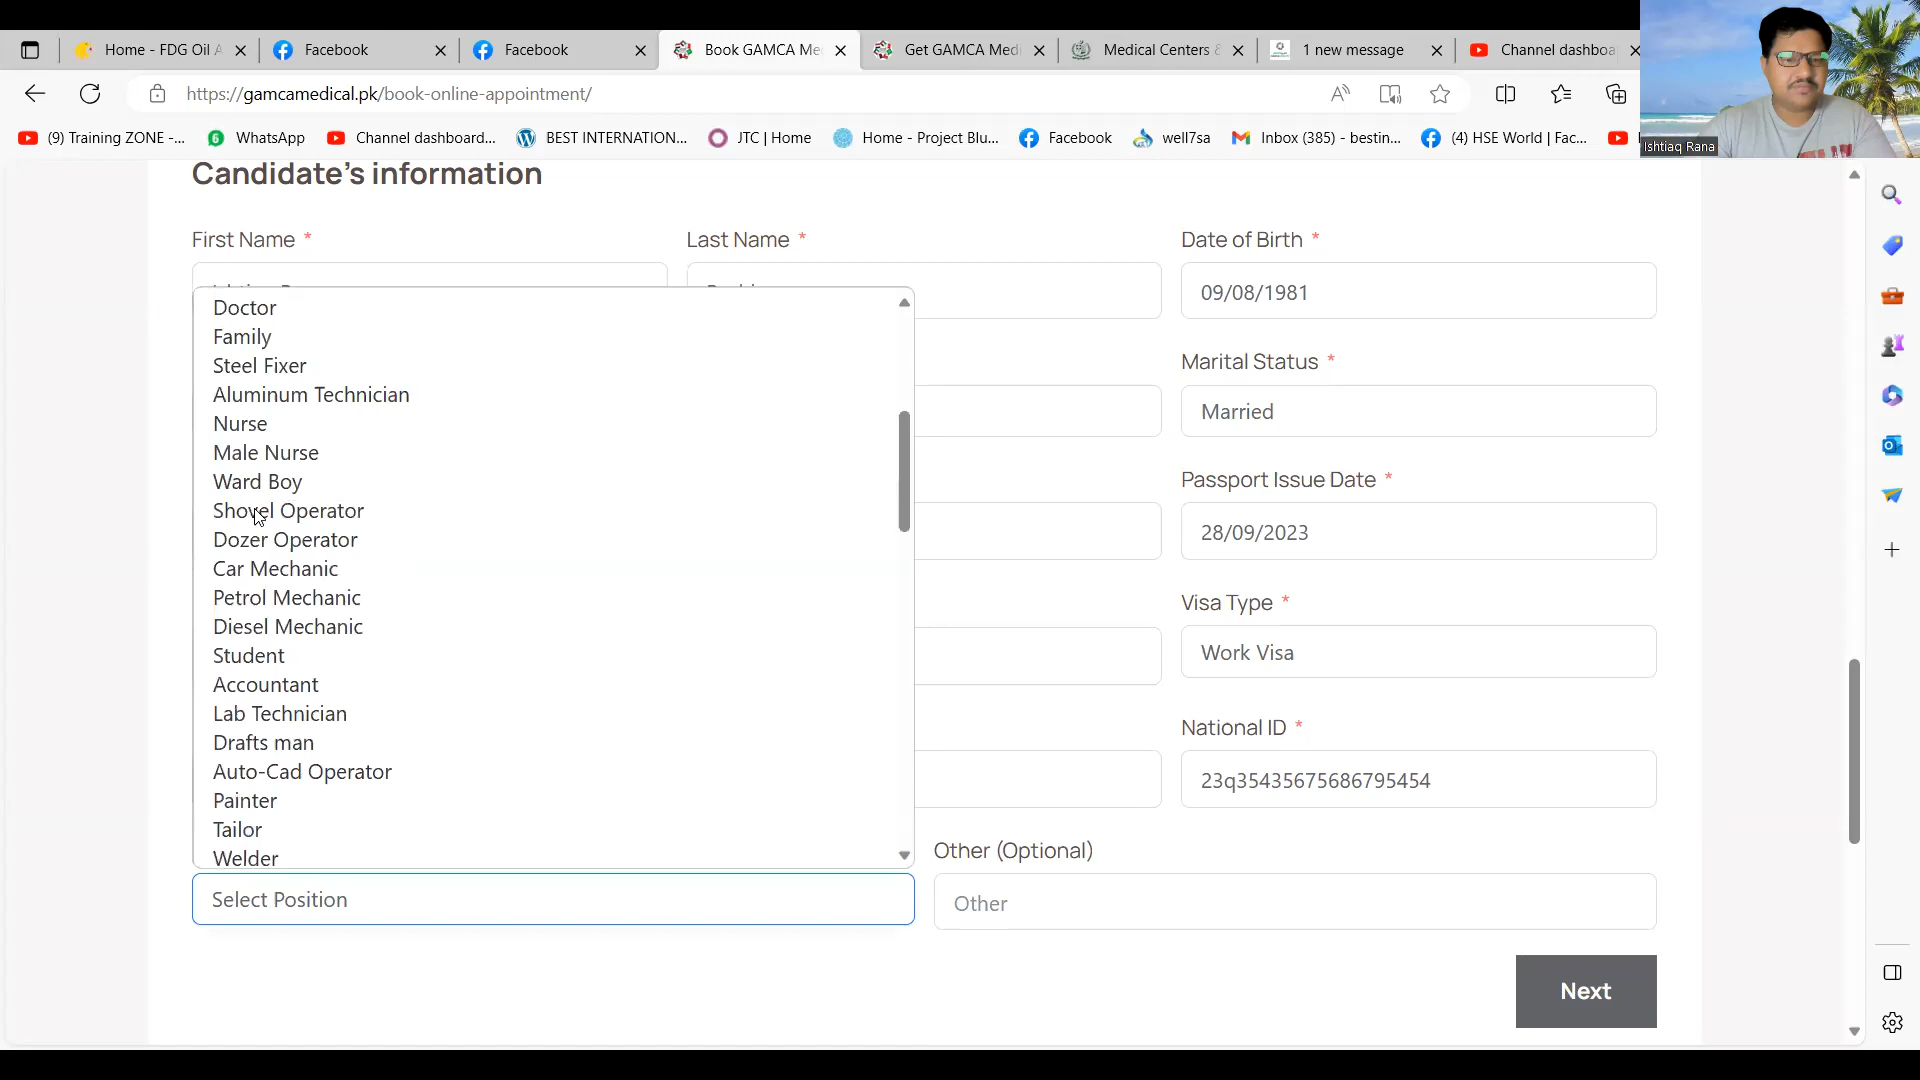 Home - FDG Oil A
Facebook
Facebook
Book GAMCA Me
Get GAMCA Medi
Medical Centers &
1 new message
Channel dashboa
https://gamcamedical.pk/book-online-appointment/
(9) Training ZONE -...
WhatsApp
Channel dashboard...
BEST INTERNATION...
JTC | Home
Home - Project Blu...
Facebook
well7sa
Inbox (385) - bestin...
(4) HSE World | Fac...
Ishtiaq Rana
Candidate's information
First Name *
Last Name *
Date of Birth *
09/08/1981
Doctor
Family
Steel Fixer
Aluminum Technician
Nurse
Male Nurse
Ward Boy
Shovel Operator
Dozer Operator
Car Mechanic
Petrol Mechanic
Diesel Mechanic
Student
Accountant
Lab Technician
Drafts man
Auto-Cad Operator
Painter
Tailor
Welder
Select Position
Marital Status *
Married
Passport Issue Date *
28/09/2023
Visa Type *
Work Visa
National ID *
23q35435675686795454
Other (Optional)
Other
Next